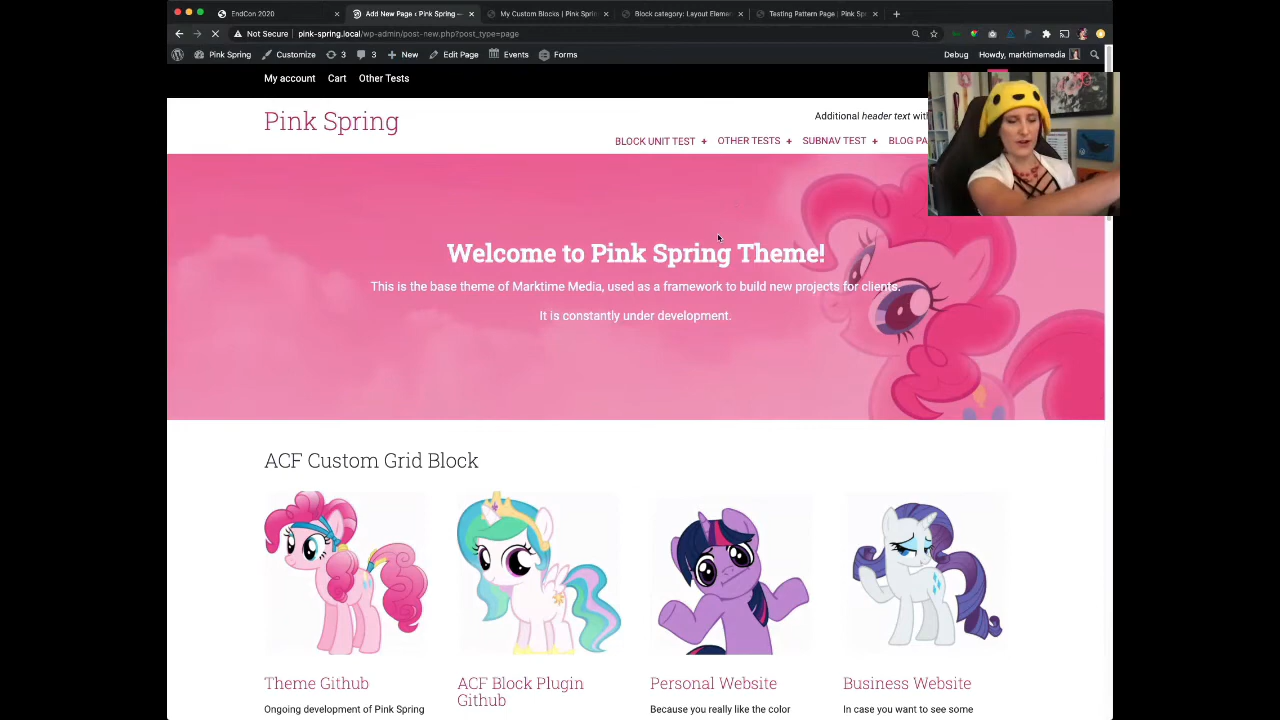 EndCon 2020
Add New Page ‹ Pink Spring —
My Custom Blocks | Pink Sprin
Block category: Layout Elemen
Testing Pattern Page | Pink Sp
Not Secure pink-spring.local/wp-admin/post-new.php?post_type=page
Pink Spring Customize 3 3 New Edit Page Events Forms Debug Howdy, marktimemedia
My account Cart Other Tests
Pink Spring
Additional header text with
BLOCK UNIT TEST + OTHER TESTS + SUBNAV TEST + BLOG PA
Welcome to Pink Spring Theme!
This is the base theme of Marktime Media, used as a framework to build new projects for clients.
It is constantly under development.
ACF Custom Grid Block
Theme Github
Ongoing development of Pink Spring
ACF Block Plugin
Github
Personal Website
Because you really like the color
Business Website
In case you want to see some